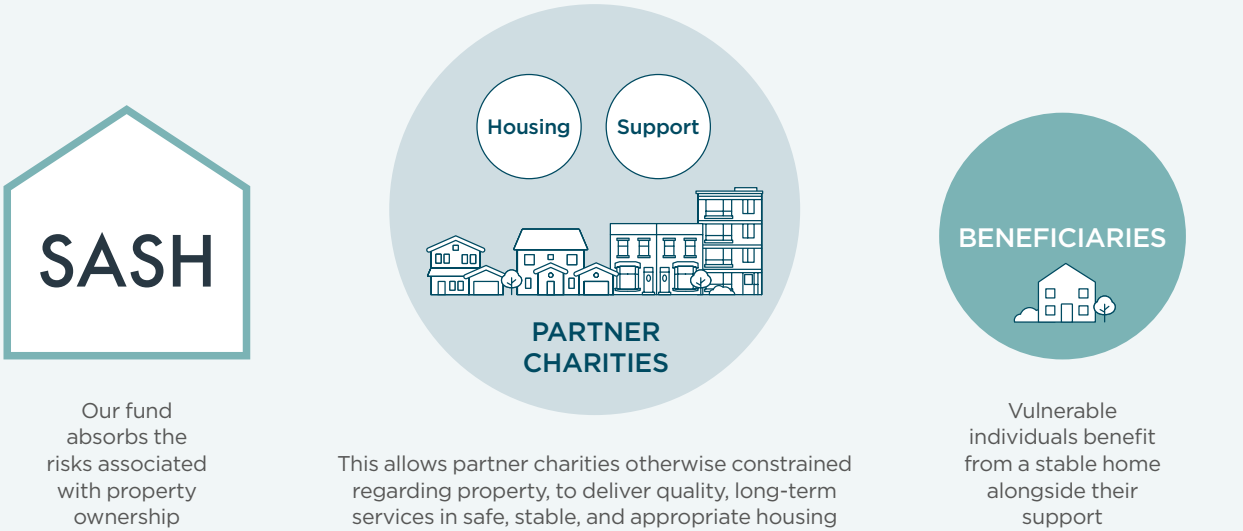 SASH
Our fund
absorbs the
risks associated
with property
ownership
Housing
Support
PARTNER
CHARITIES
This allows partner charities otherwise constrained
regarding property, to deliver quality, long-term
services in safe, stable, and appropriate housing
BENEFICIARIES
Vulnerable
individuals benefit
from a stable home
alongside their
support